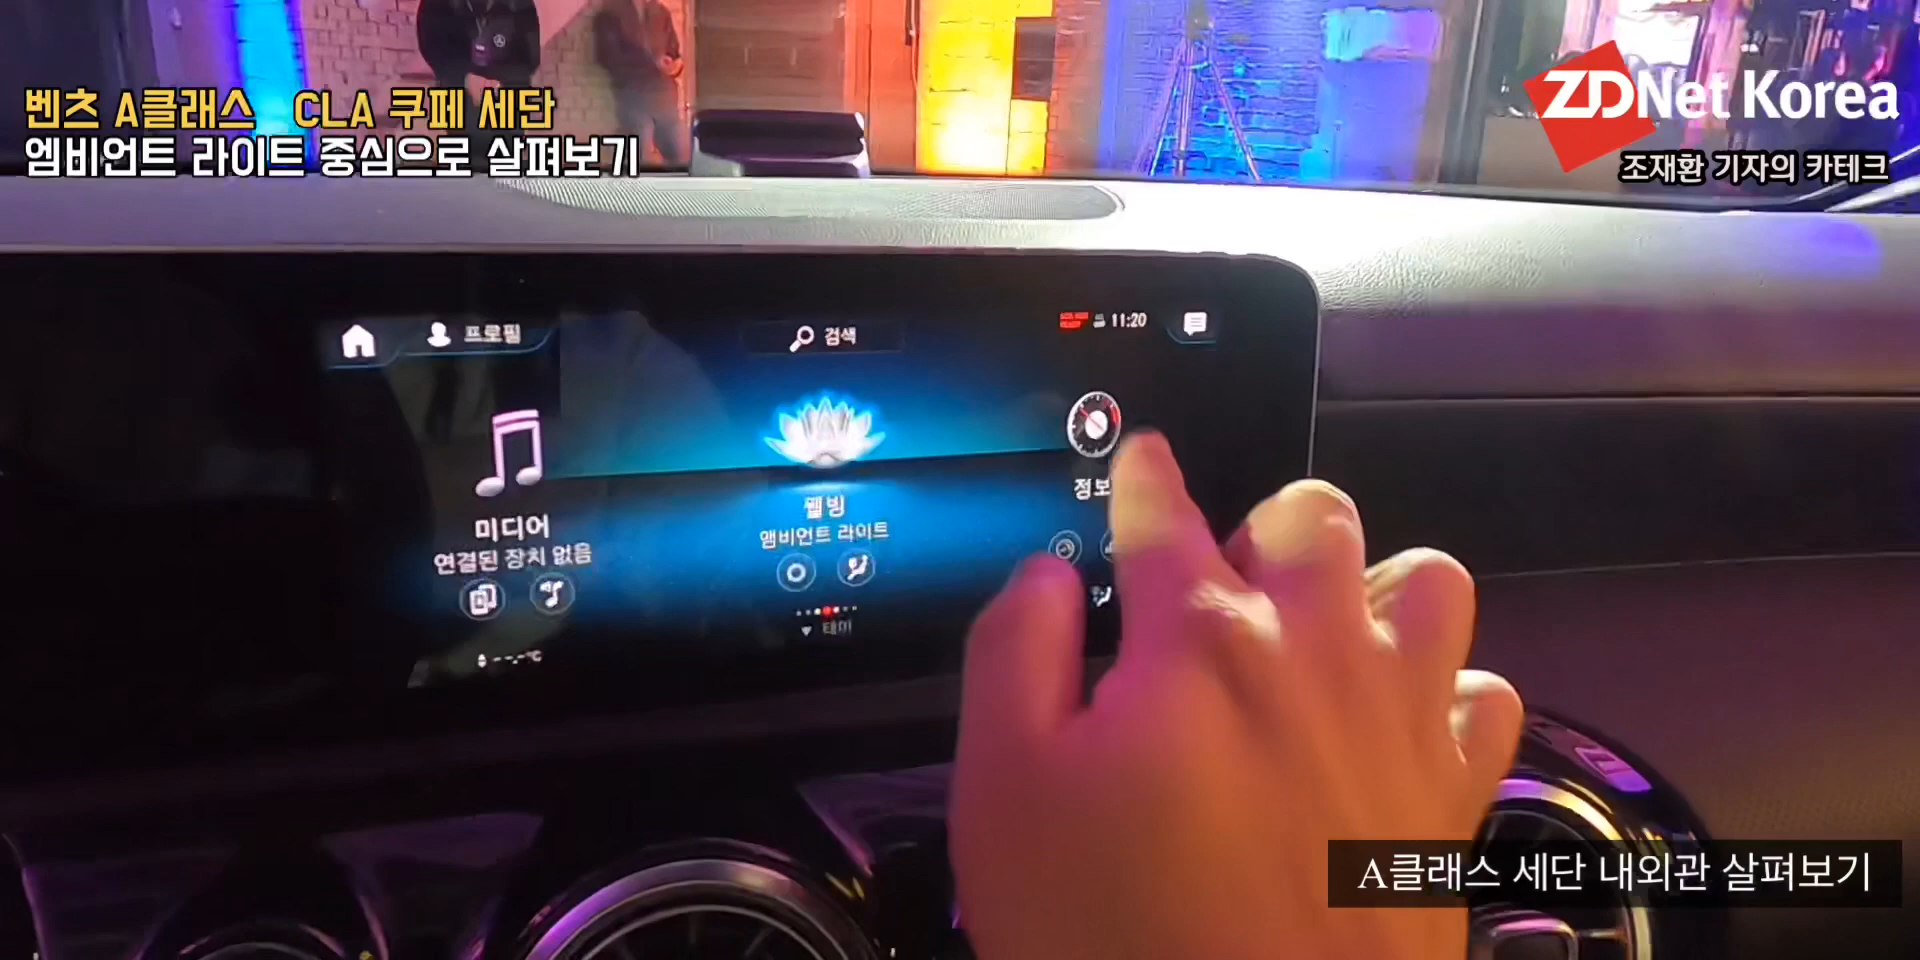 벤츠 A클래스 CLA 쿠페 세단
앰비언트 라이트 중심으로 살펴보기
ZDNet Korea
조재환 기자의 카테크
프로필
검색
11:20
미디어
연결된 장치 없음
웰빙
앰비언트 라이트
정보
테마
--.-°C
A클래스 세단 내외관 살펴보기